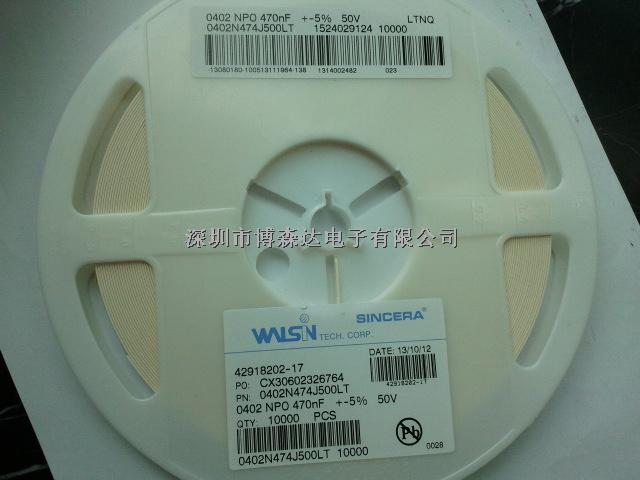 0402 NPO 470nF +-5% 50V LTNQ
0402N474J500LT 1524029124 10000
-13080180-100513111964-138 1314002482 023
深圳市博森达电子有限公司
WALSIN TECH. CORP. SINCERA
42918202-17 DATE: 13/10/12
PO: CX30602326764
PN: 0402N474J500LT 42918202-17
0402 NPO 470nF +-5% 50V
QTY: 10000 PCS
Pb
0028
0402N474J500LT 10000